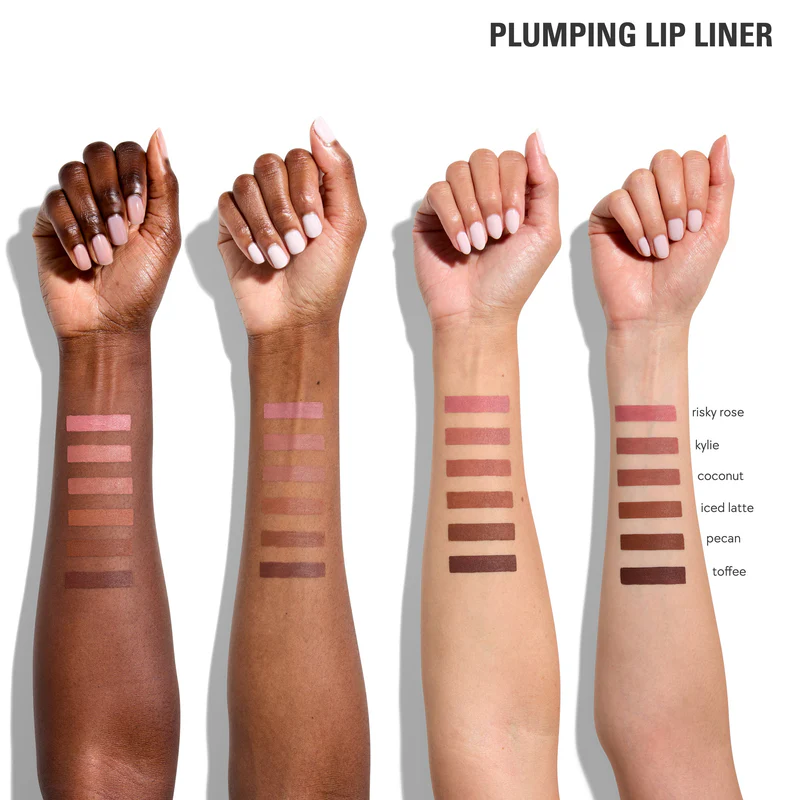 PLUMPING LIP LINER
risky rose
kylie
coconut
iced latte
pecan
toffee